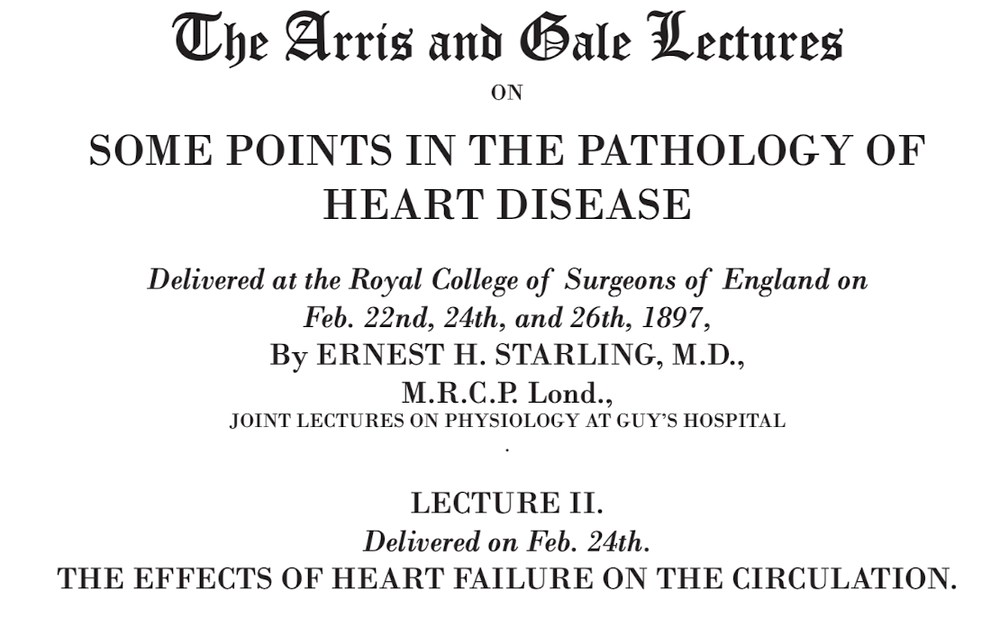 The Arris and Gale Lectures
ON
SOME POINTS IN THE PATHOLOGY OF
HEART DISEASE
Delivered at the Royal College of Surgeons of England on
Feb. 22nd, 24th, and 26th, 1897,
By ERNEST H. STARLING, M.D.,
M.R.C.P. Lond.,
JOINT LECTURES ON PHYSIOLOGY AT GUY'S HOSPITAL
.
LECTURE II.
Delivered on Feb. 24th.
THE EFFECTS OF HEART FAILURE ON THE CIRCULATION.